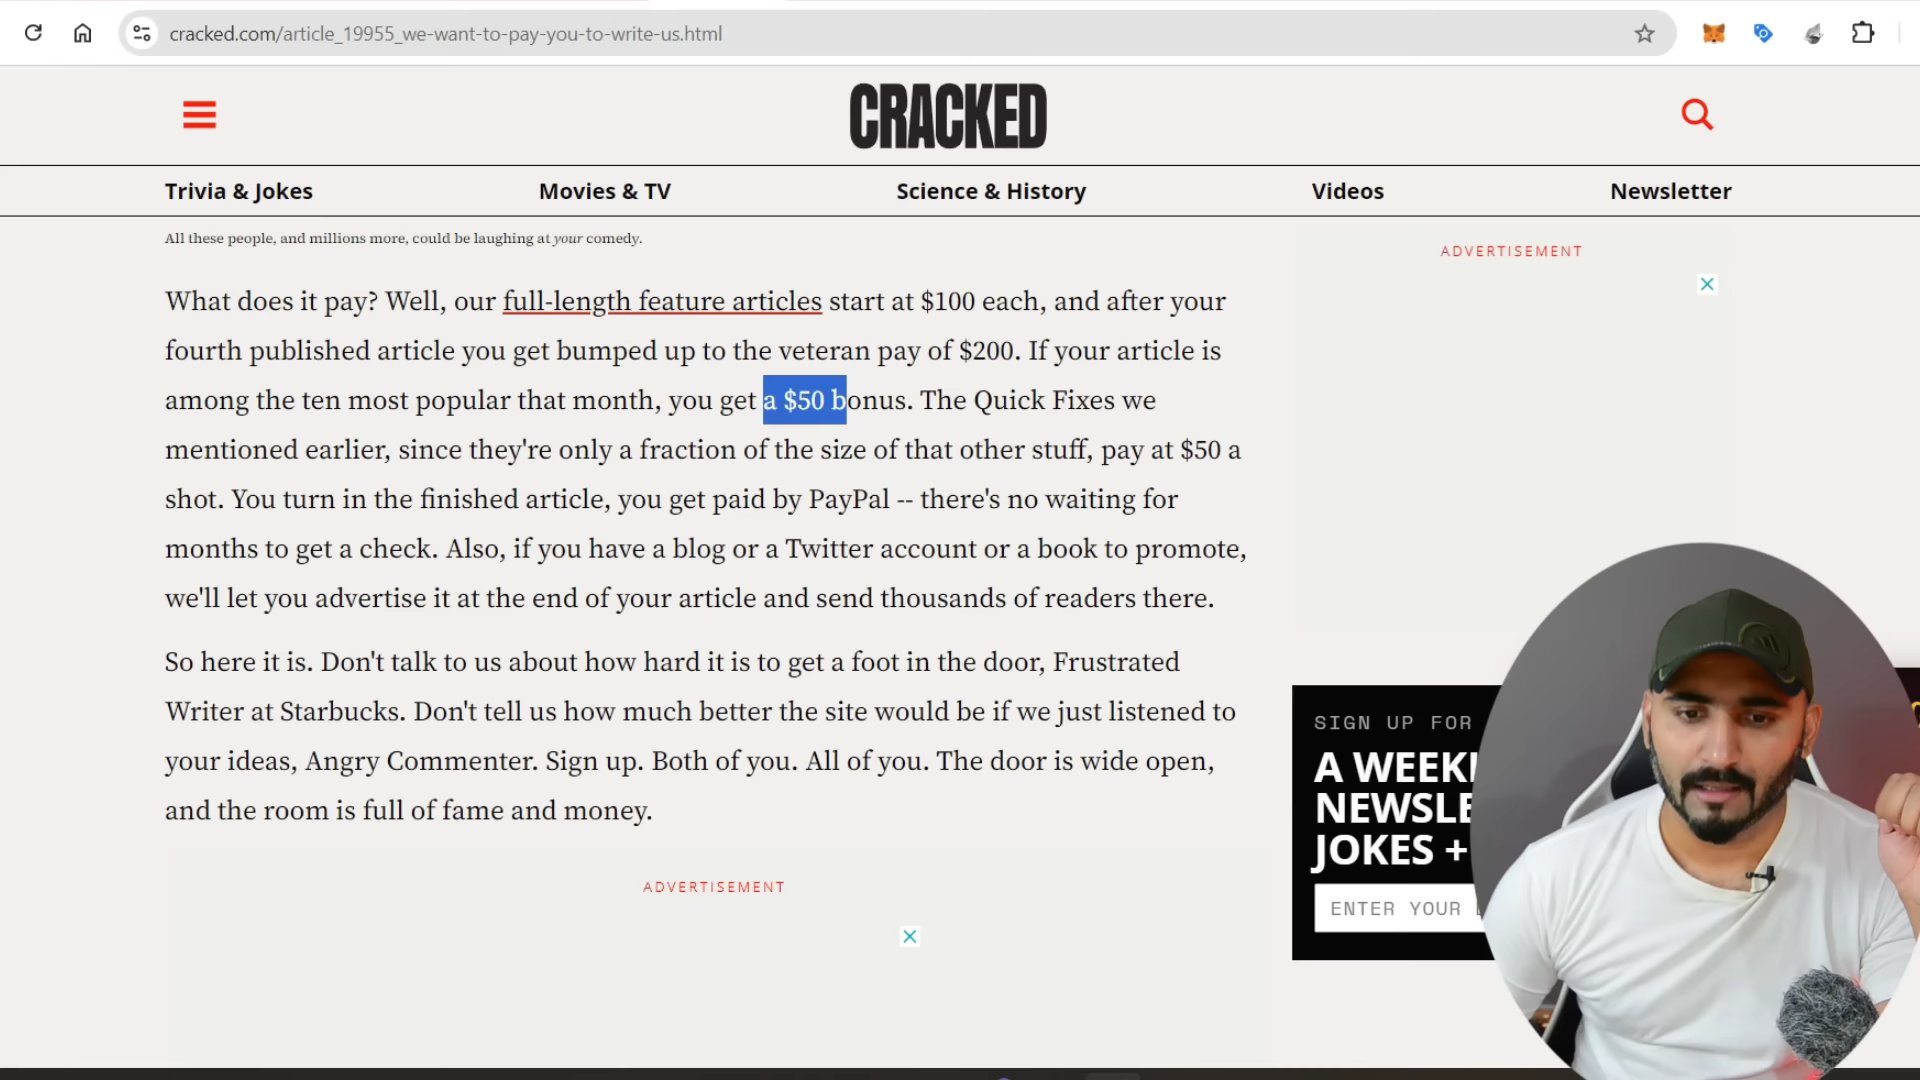 cracked.com/article_19955_we-want-to-pay-you-to-write-us.html
CRACKED
Trivia & Jokes
Movies & TV
Science & History
Videos
Newsletter
All these people, and millions more, could be laughing at your comedy.
What does it pay? Well, our full-length feature articles start at $100 each, and after your
fourth published article you get bumped up to the veteran pay of $200. If your article is
among the ten most popular that month, you get a $50 bonus. The Quick Fixes we
mentioned earlier, since they're only a fraction of the size of that other stuff, pay at $50 a
shot. You turn in the finished article, you get paid by PayPal -- there's no waiting for
months to get a check. Also, if you have a blog or a Twitter account or a book to promote,
we'll let you advertise it at the end of your article and send thousands of readers there.
So here it is. Don't talk to us about how hard it is to get a foot in the door, Frustrated
Writer at Starbucks. Don't tell us how much better the site would be if we just listened to
your ideas, Angry Commenter. Sign up. Both of you. All of you. The door is wide open,
and the room is full of fame and money.
ADVERTISEMENT
ADVERTISEMENT
SIGN UP FOR
A
JOKES +
ENTER YOUR